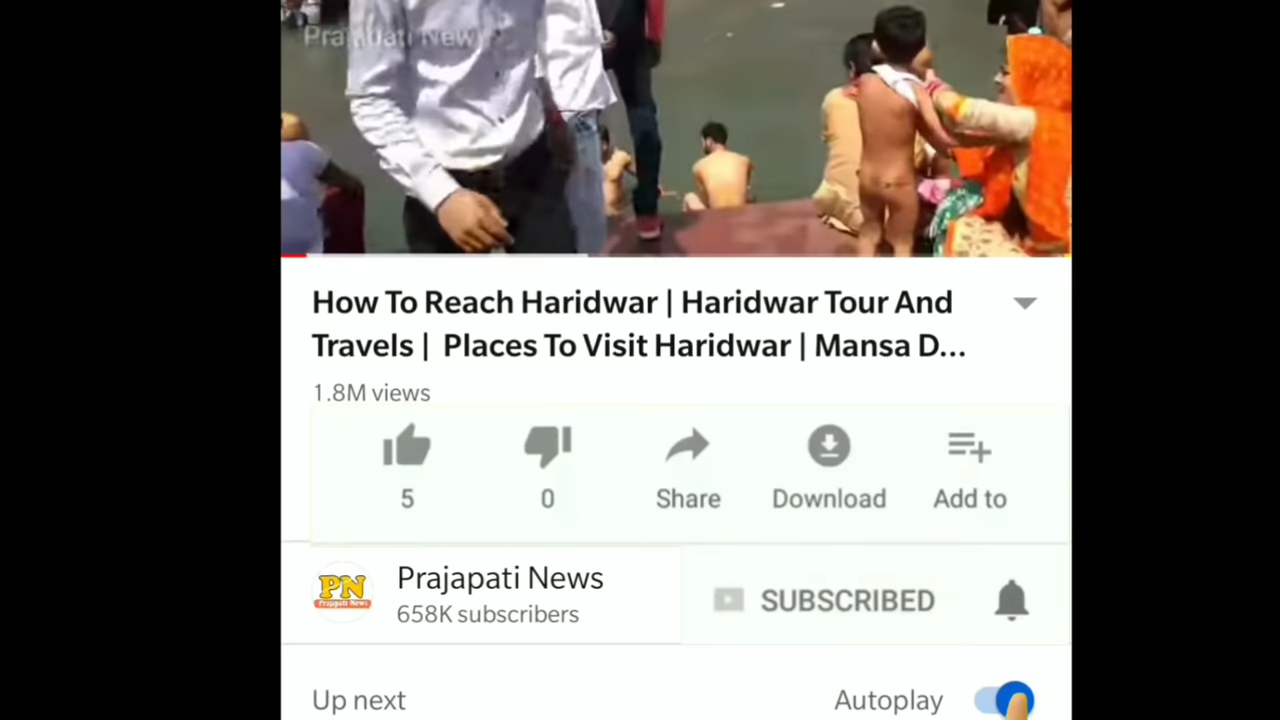 Prajapati News
How To Reach Haridwar | Haridwar Tour And
Travels | Places To Visit Haridwar | Mansa D...
1.8M views
5 0 Share Download Add to
PN
Prajapati News
Prajapati News
658K subscribers
SUBSCRIBED
Up next Autoplay